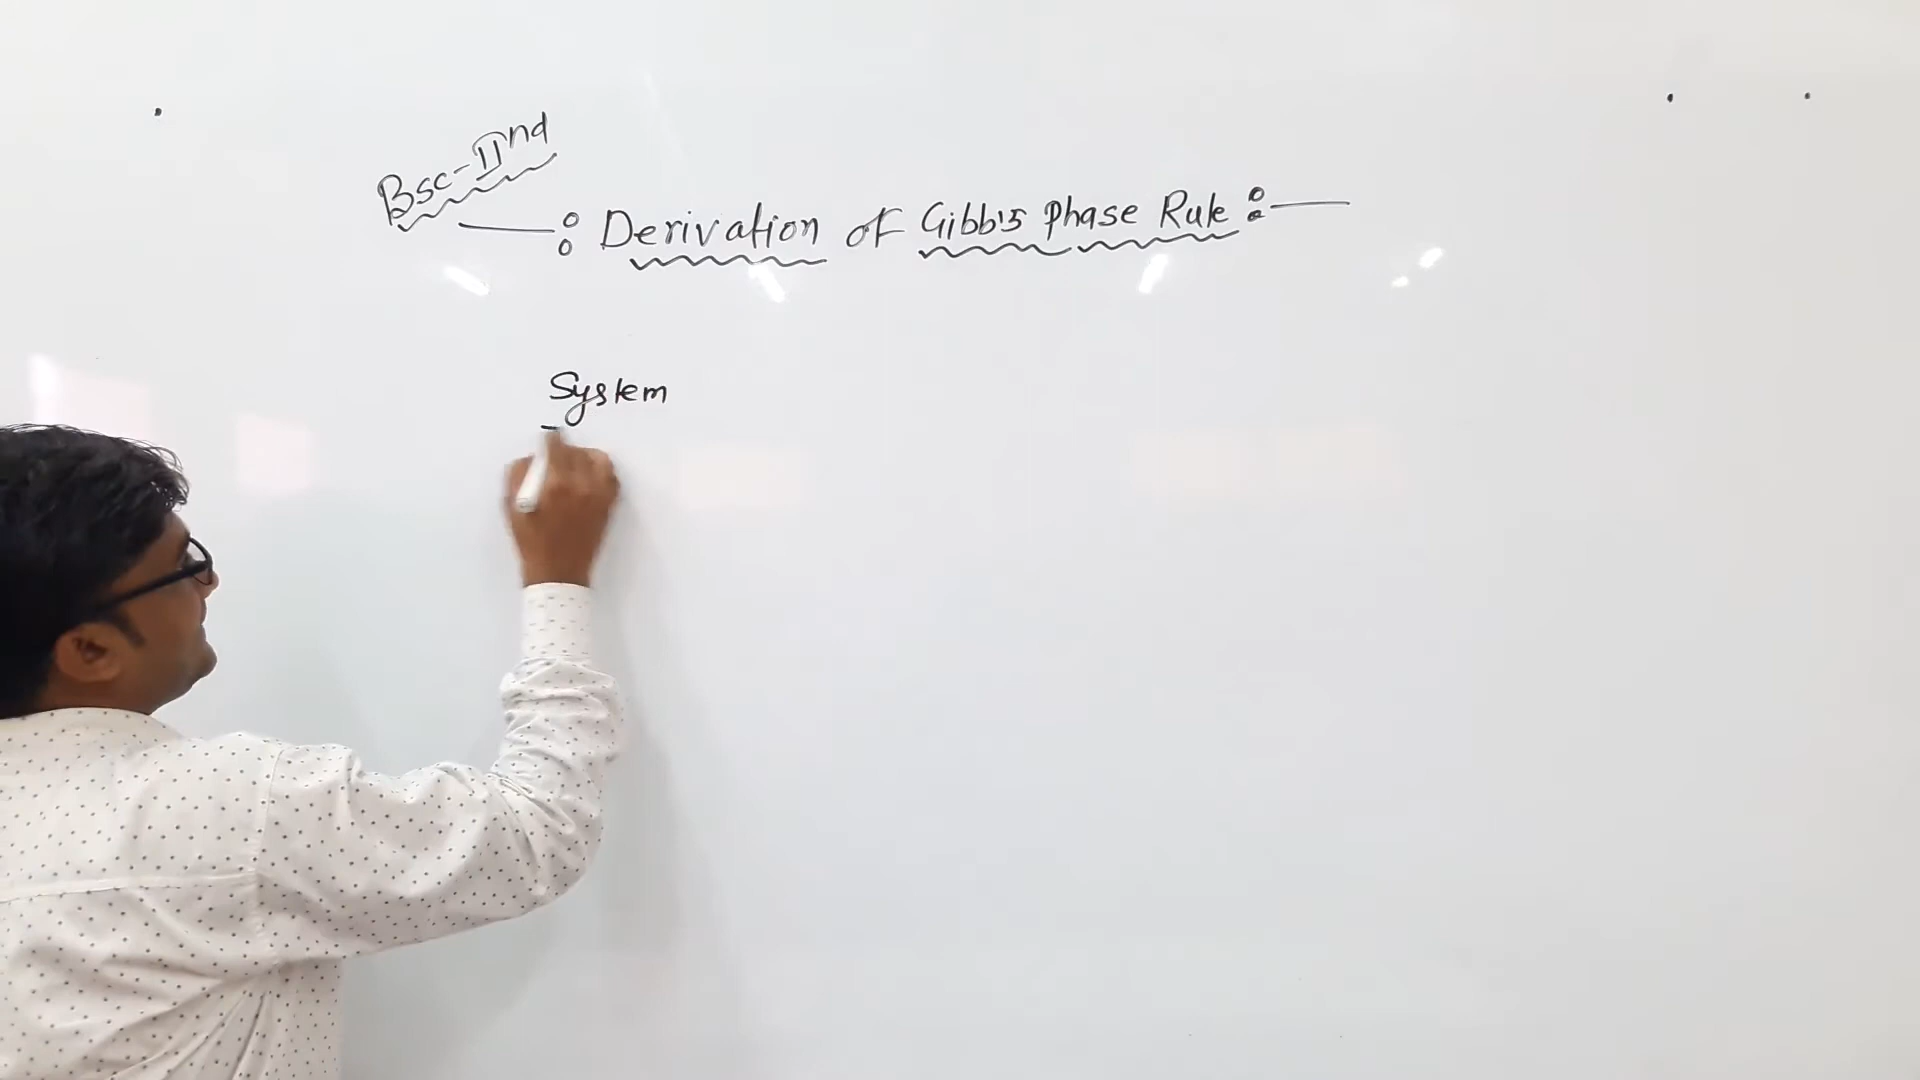 Bsc-IInd
Derivation of Gibb's Phase Rule
System